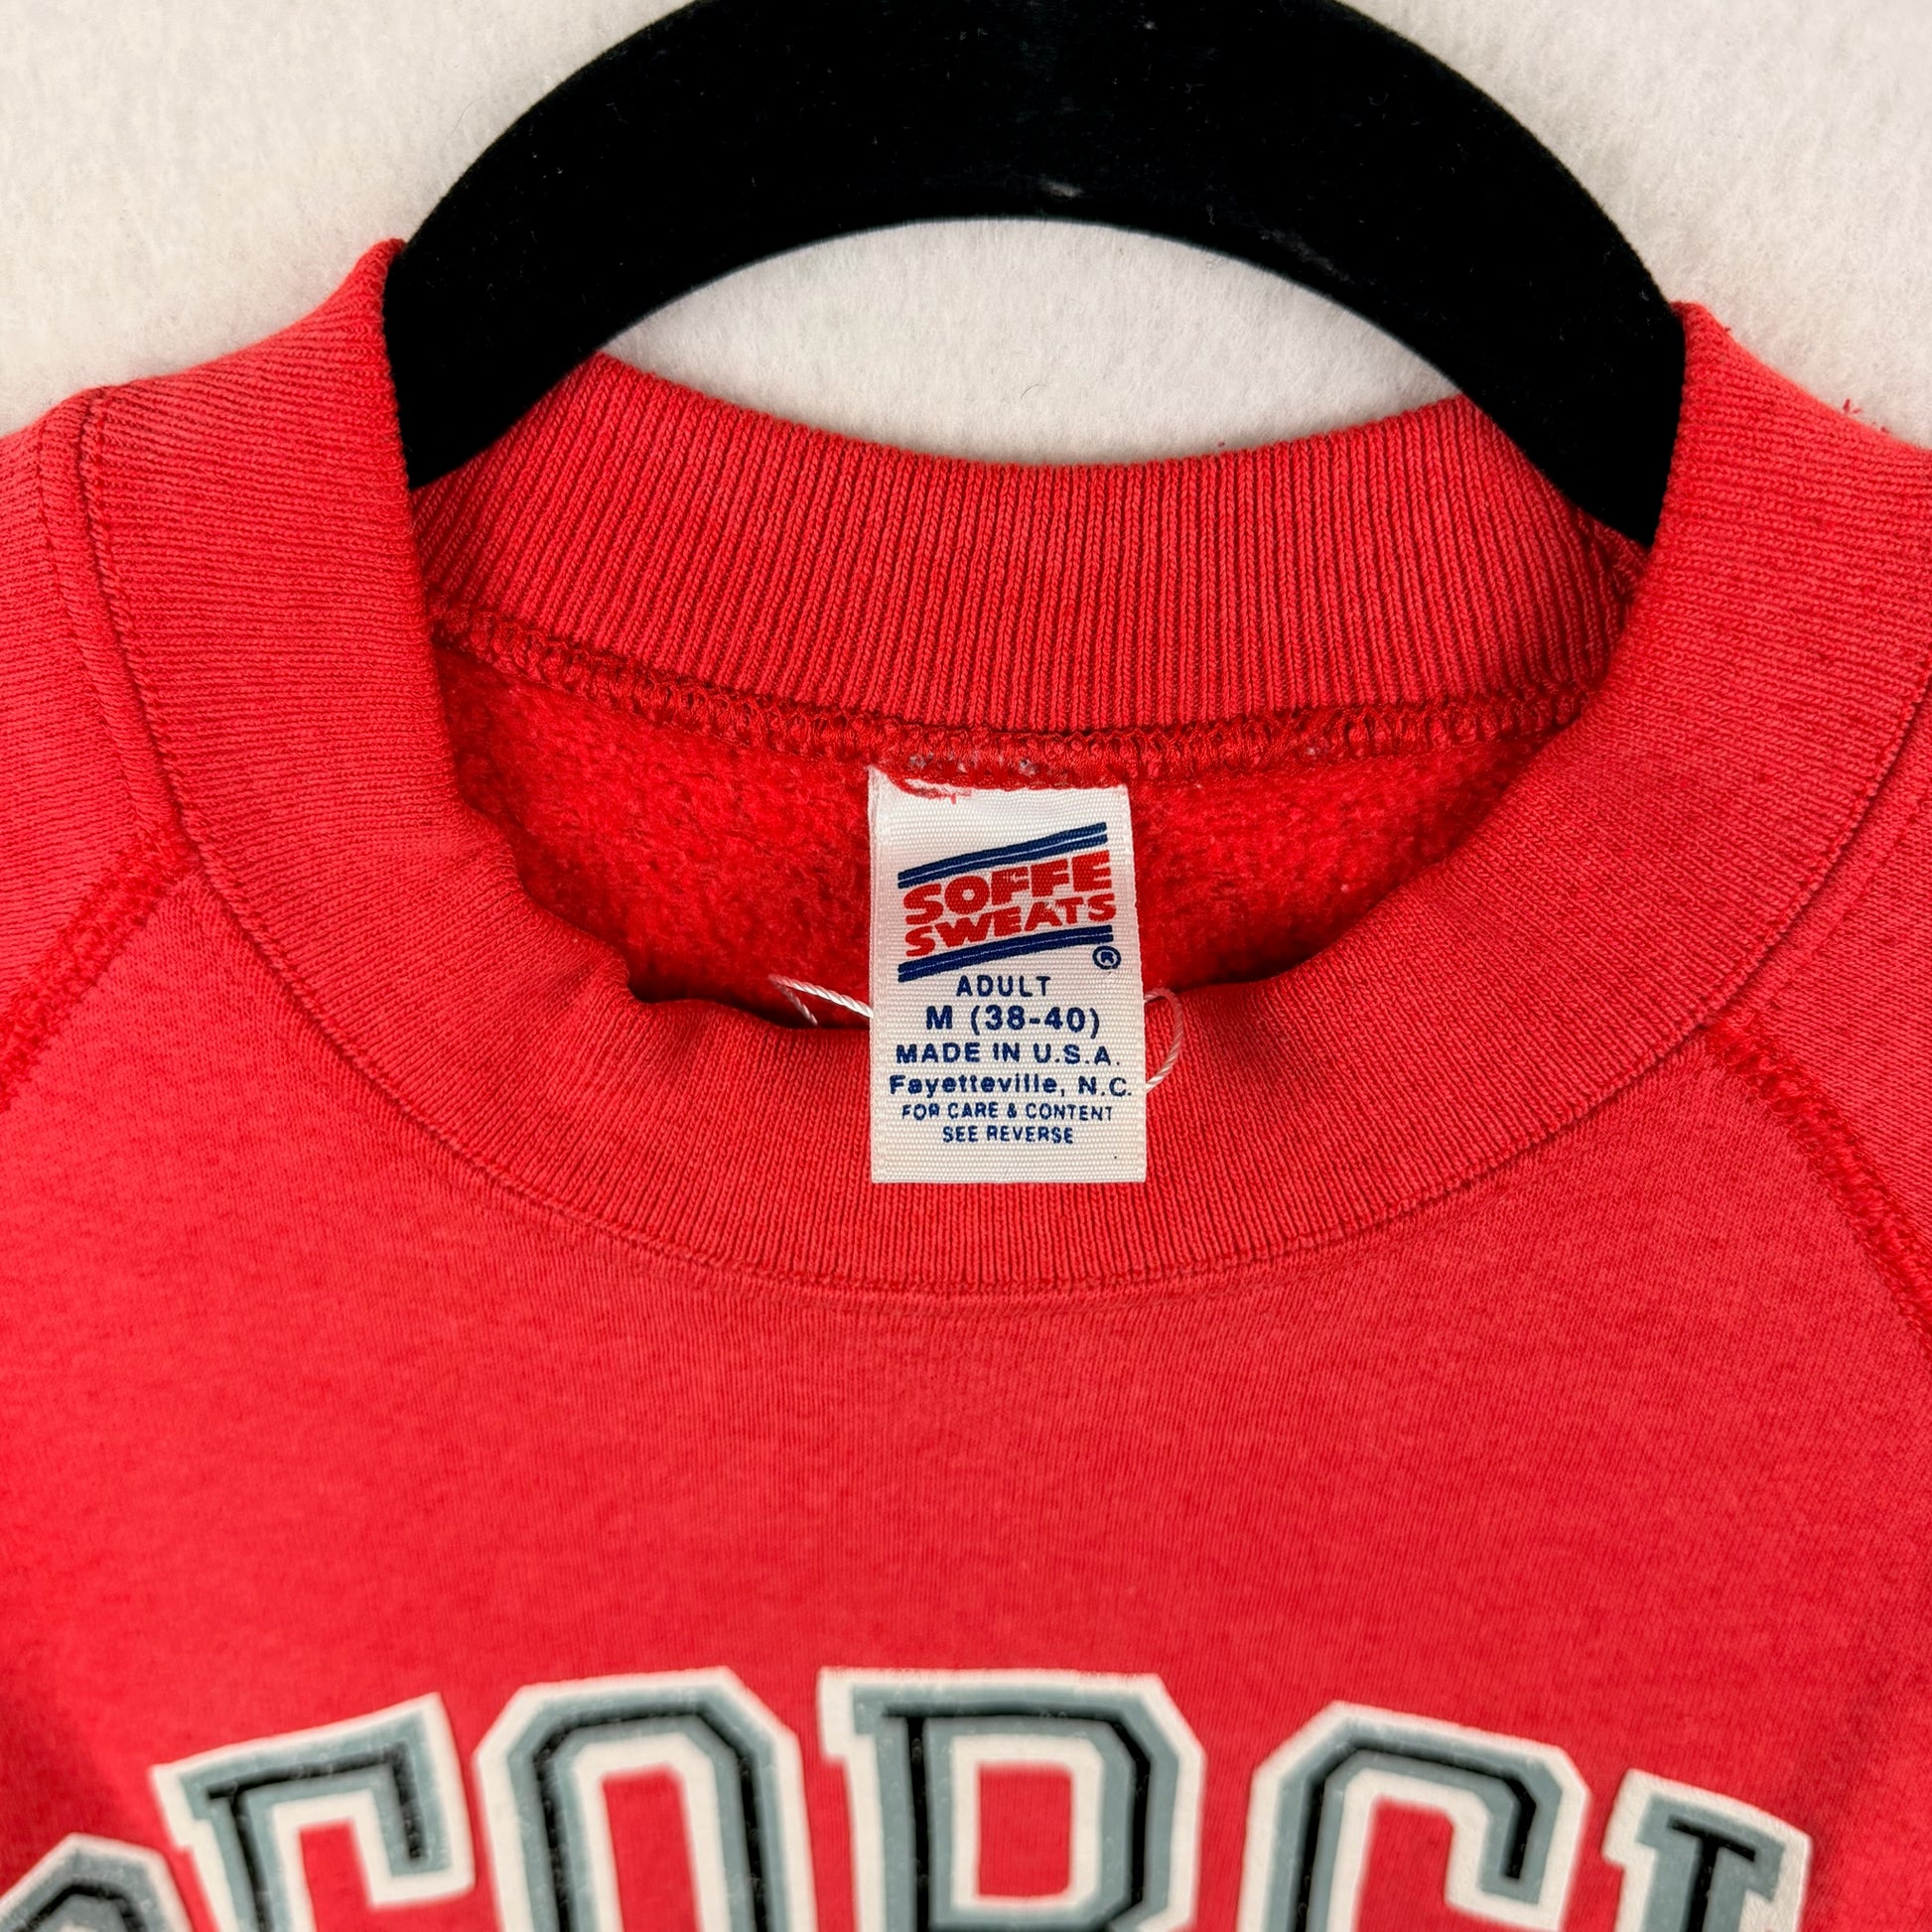 SOFFE
SWEATS
®
ADULT
M (38-40)
MADE IN U.S.A.
Fayetteville, N.C.
FOR CARE & CONTENT
SEE REVERSE